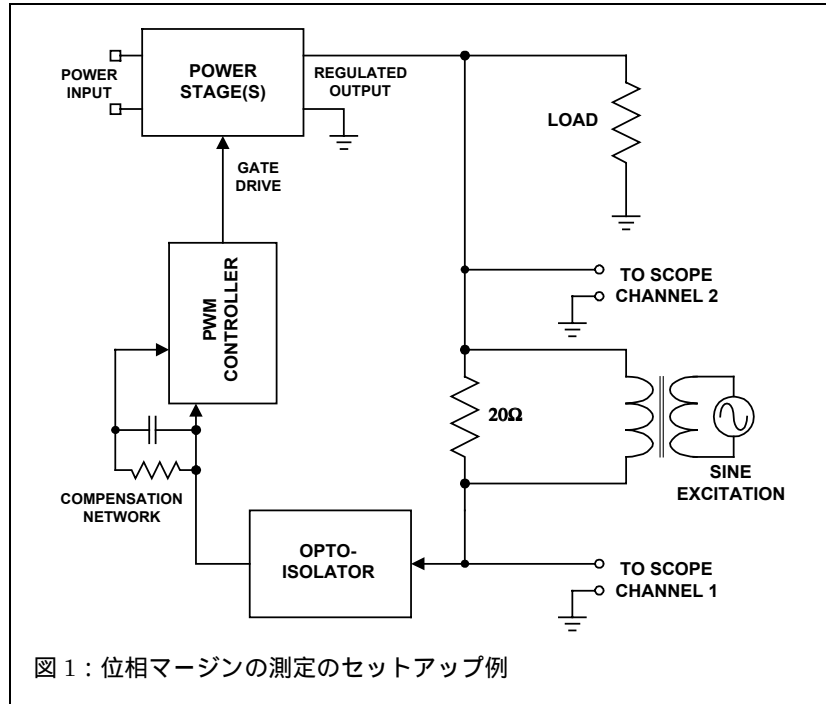 POWER
INPUT
POWER
STAGE(S)
REGULATED
OUTPUT
LOAD
GATE
DRIVE
PWM
CONTROLLER
TO SCOPE
CHANNEL 2
20Ω
SINE
EXCITATION
COMPENSATION
NETWORK
OPTO-
ISOLATOR
TO SCOPE
CHANNEL 1
図 1：位相マージンの測定のセットアップ例